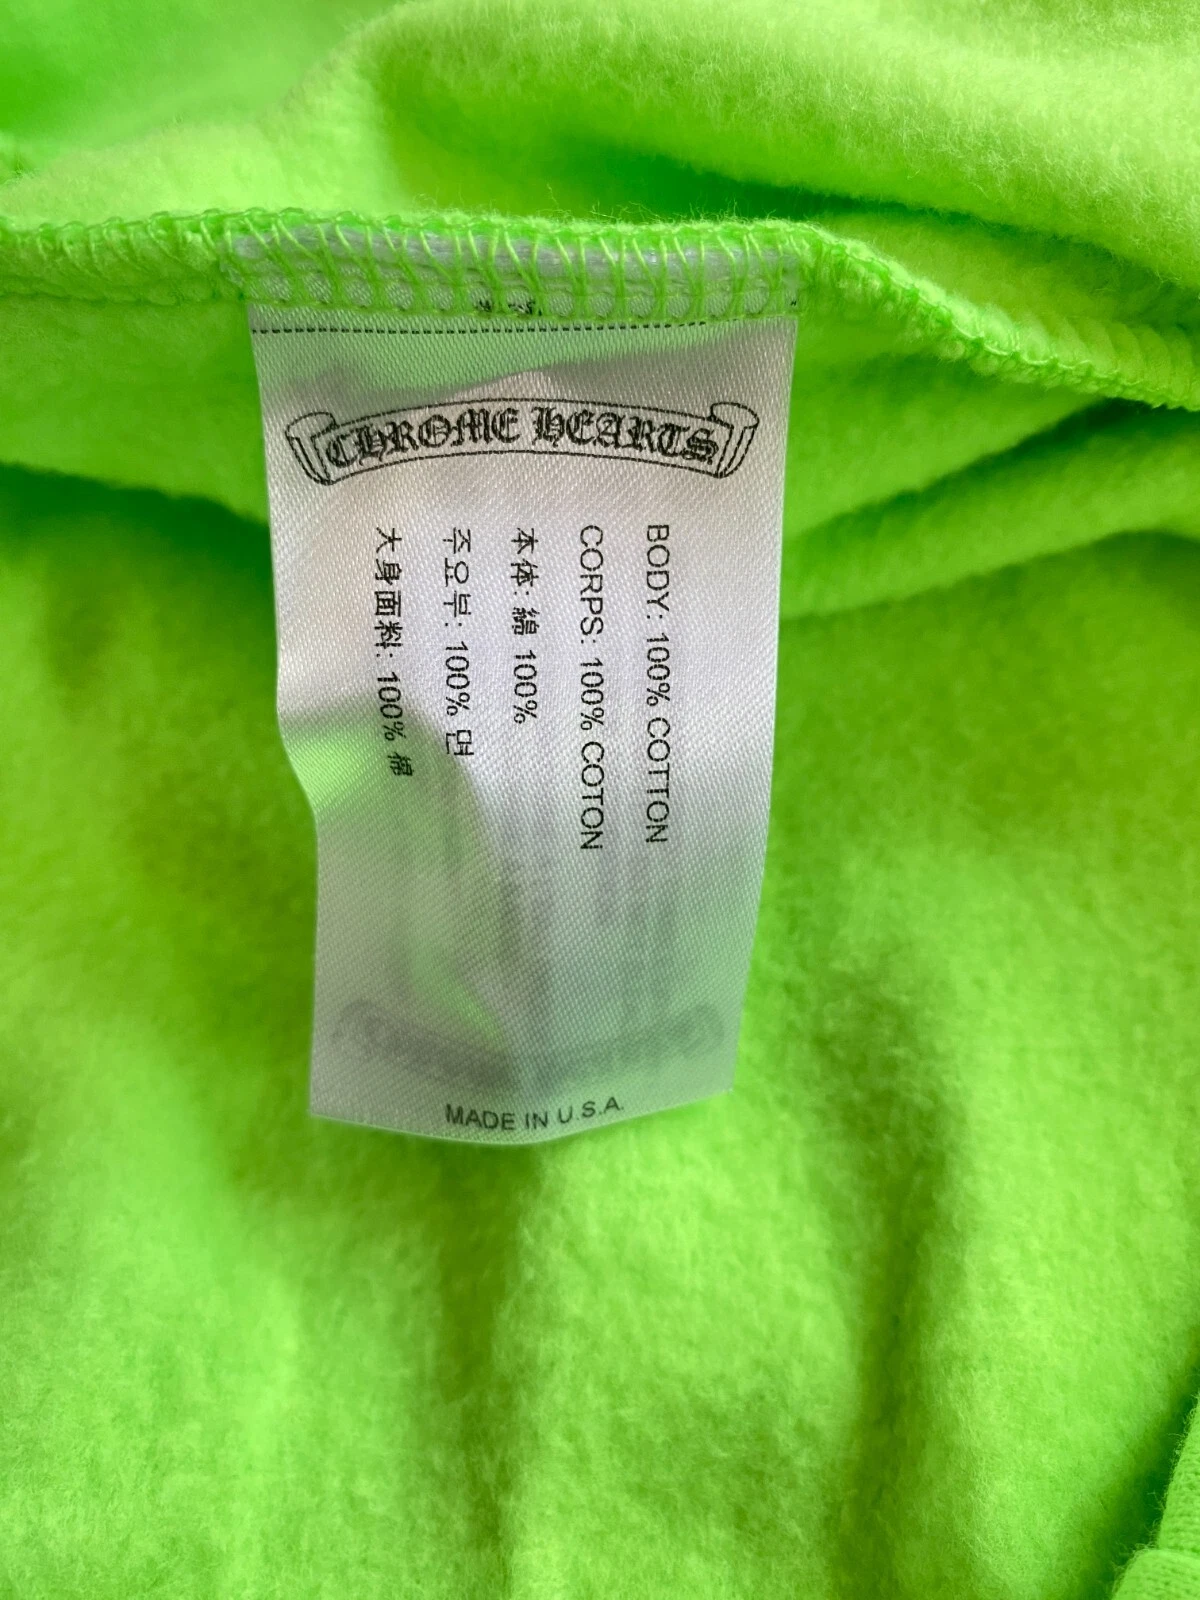 CHROME HEARTS
BODY: 100% COTTON
CORPS: 100% COTON
本体: 綿 100%
주요부: 100% 면
大身面料: 100% 棉
MADE IN U.S.A.